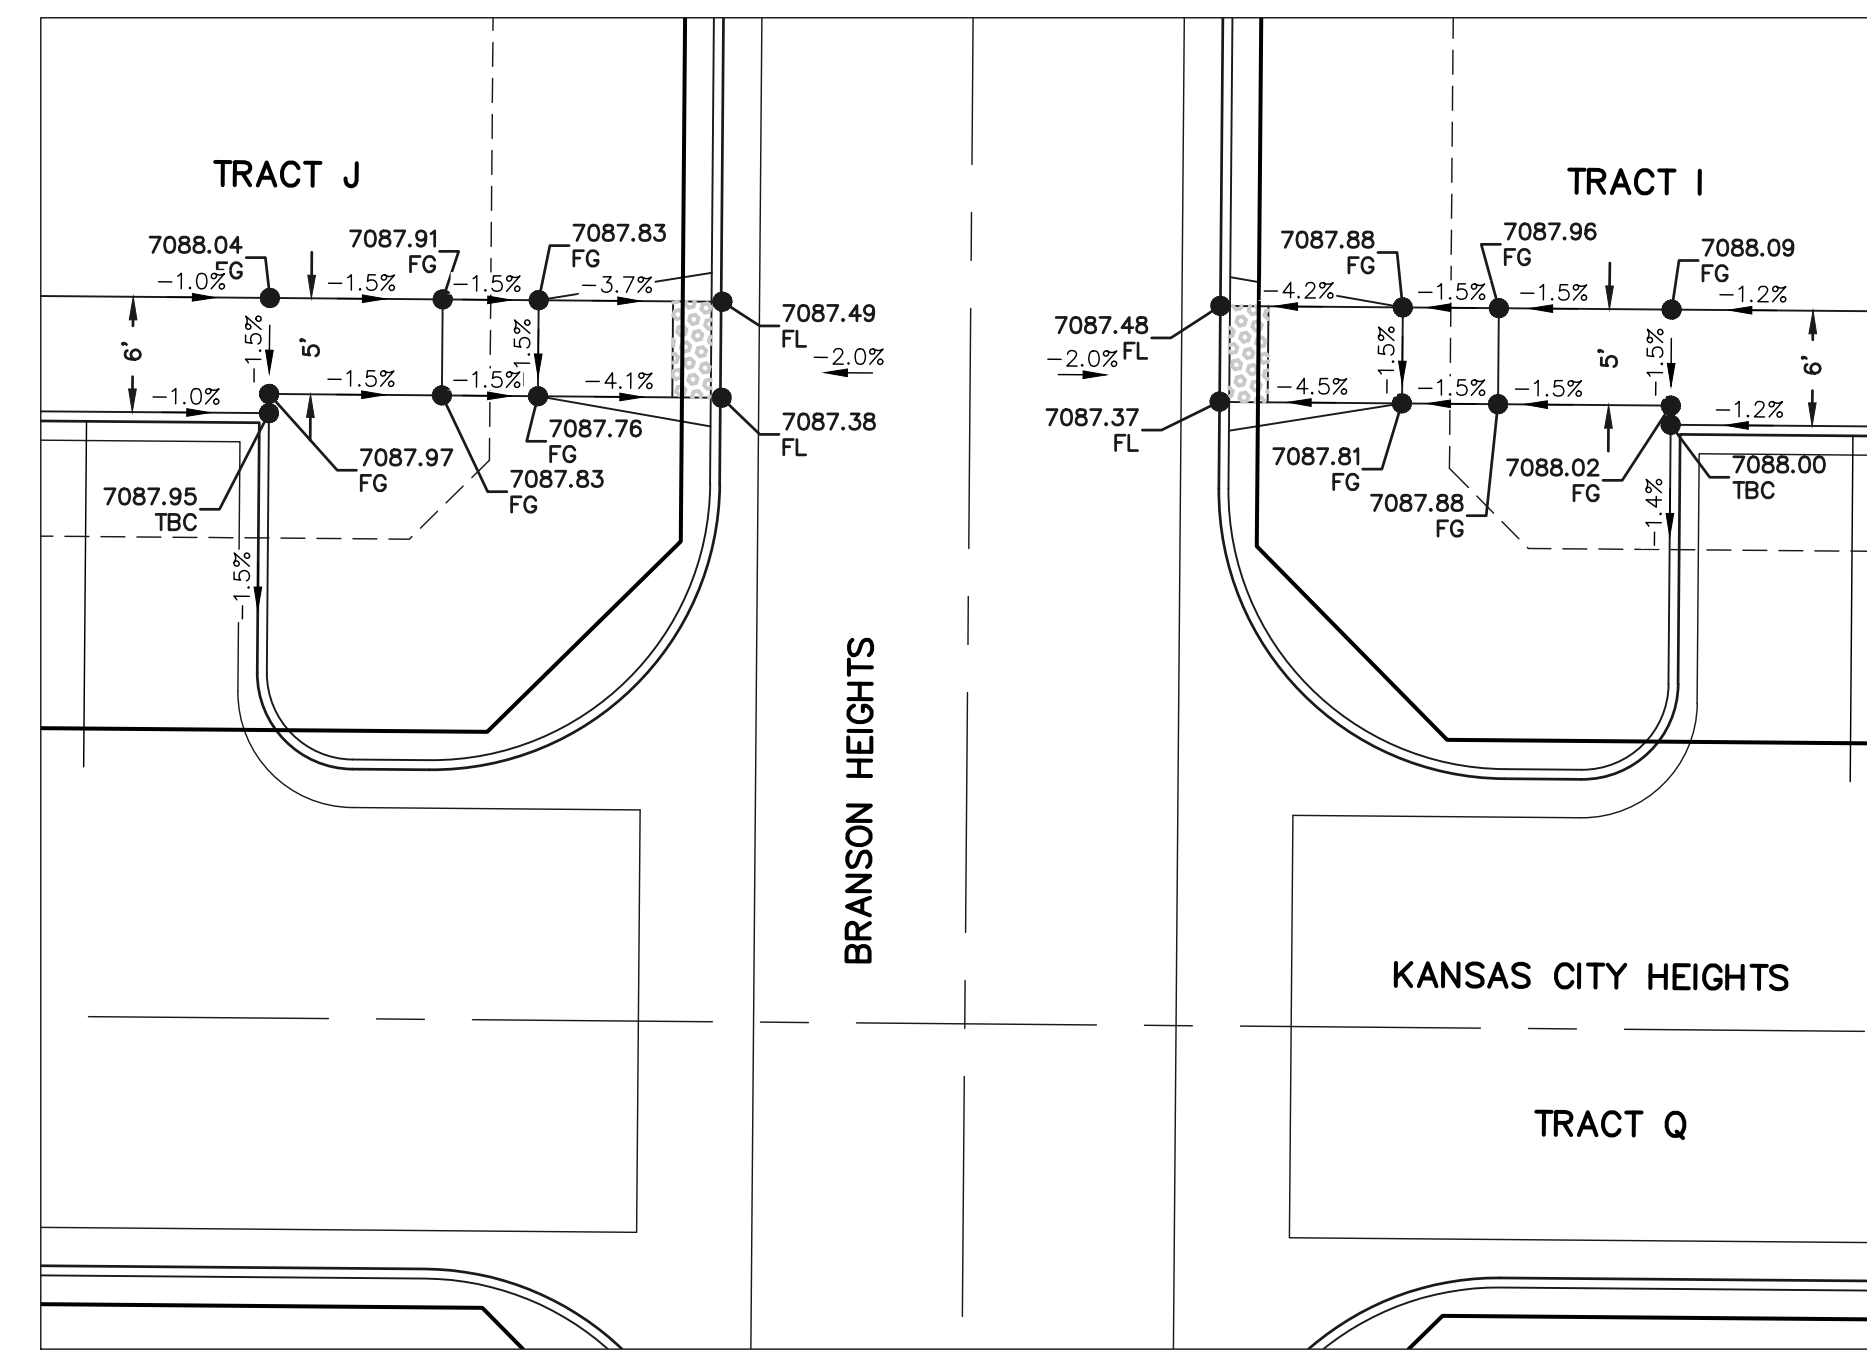 TRACT J
7088.04
FG
7087.91
FG
7087.83
FG
-1.0%
-1.5%
-1.5%
-3.7%
7087.49
FL
-2.0%
6'
-1.5%
5'
-1.5%
-1.0%
-1.5%
-1.5%
-4.1%
7087.38
FL
7087.76
FG
7087.97
FG
7087.83
FG
7087.95
TBC
-1.5%
TRACT I
7087.88
FG
7087.96
FG
7088.09
FG
-4.2%
-1.5%
-1.5%
-1.2%
7087.48
FL
-2.0%
-1.5%
5'
-1.5%
6'
-4.5%
-1.5%
-1.5%
-1.2%
7087.37
FL
7087.81
FG
7087.88
FG
7088.02
FG
7088.00
TBC
-1.4%
BRANSON HEIGHTS
KANSAS CITY HEIGHTS
TRACT Q